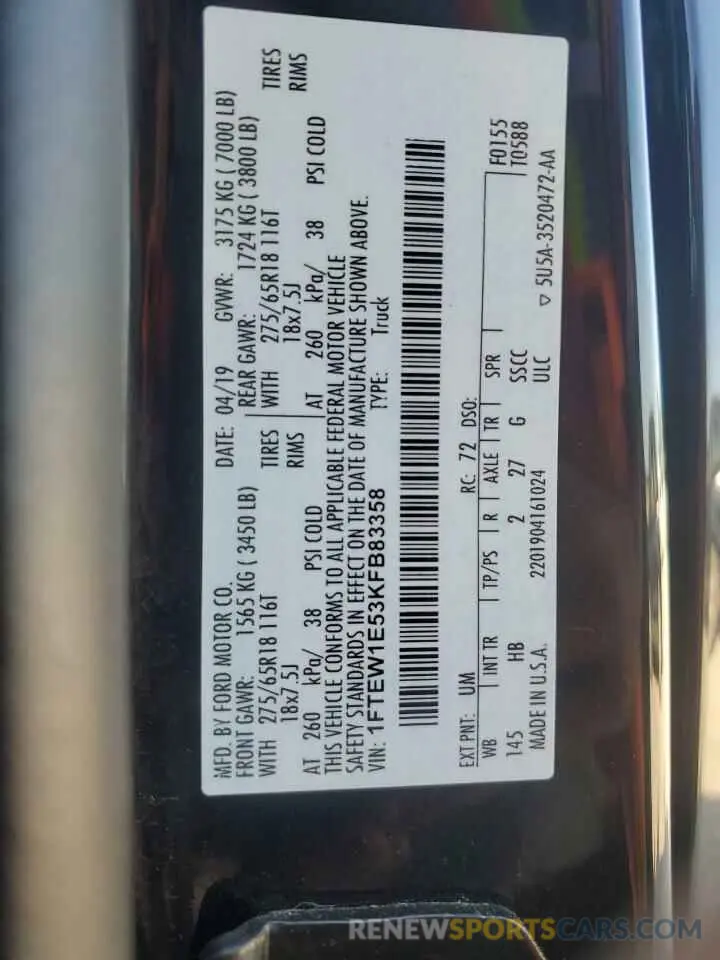 MFD. BY FORD MOTOR CO.
DATE: 04/19 GVWR: 3175 KG ( 7000 LB)
FRONT GAWR: 1565 KG ( 3450 LB) REAR GAWR: 1724 KG ( 3800 LB)
WITH 275/65R18 116T TIRES WITH 275/65R18 116T TIRES
18x7.5J RIMS 18x7.5J RIMS
AT 260 kPa/ 38 PSI COLD AT 260 kPa/ 38 PSI COLD
THIS VEHICLE CONFORMS TO ALL APPLICABLE FEDERAL MOTOR VEHICLE
SAFETY STANDARDS IN EFFECT ON THE DATE OF MANUFACTURE SHOWN ABOVE.
VIN: 1FTEW1E53KFB83358 TYPE: Truck
EXT PNT: UM RC: 72 DSO:
F0155
WB INT TR TP/PS R AXLE TR SPR T0588
145 HB 2 27 G SSCC
MADE IN U.S.A. 2201904161024 ULC ▽ 5U5A-3520472-AA
RENEWSPORTSCARS.COM